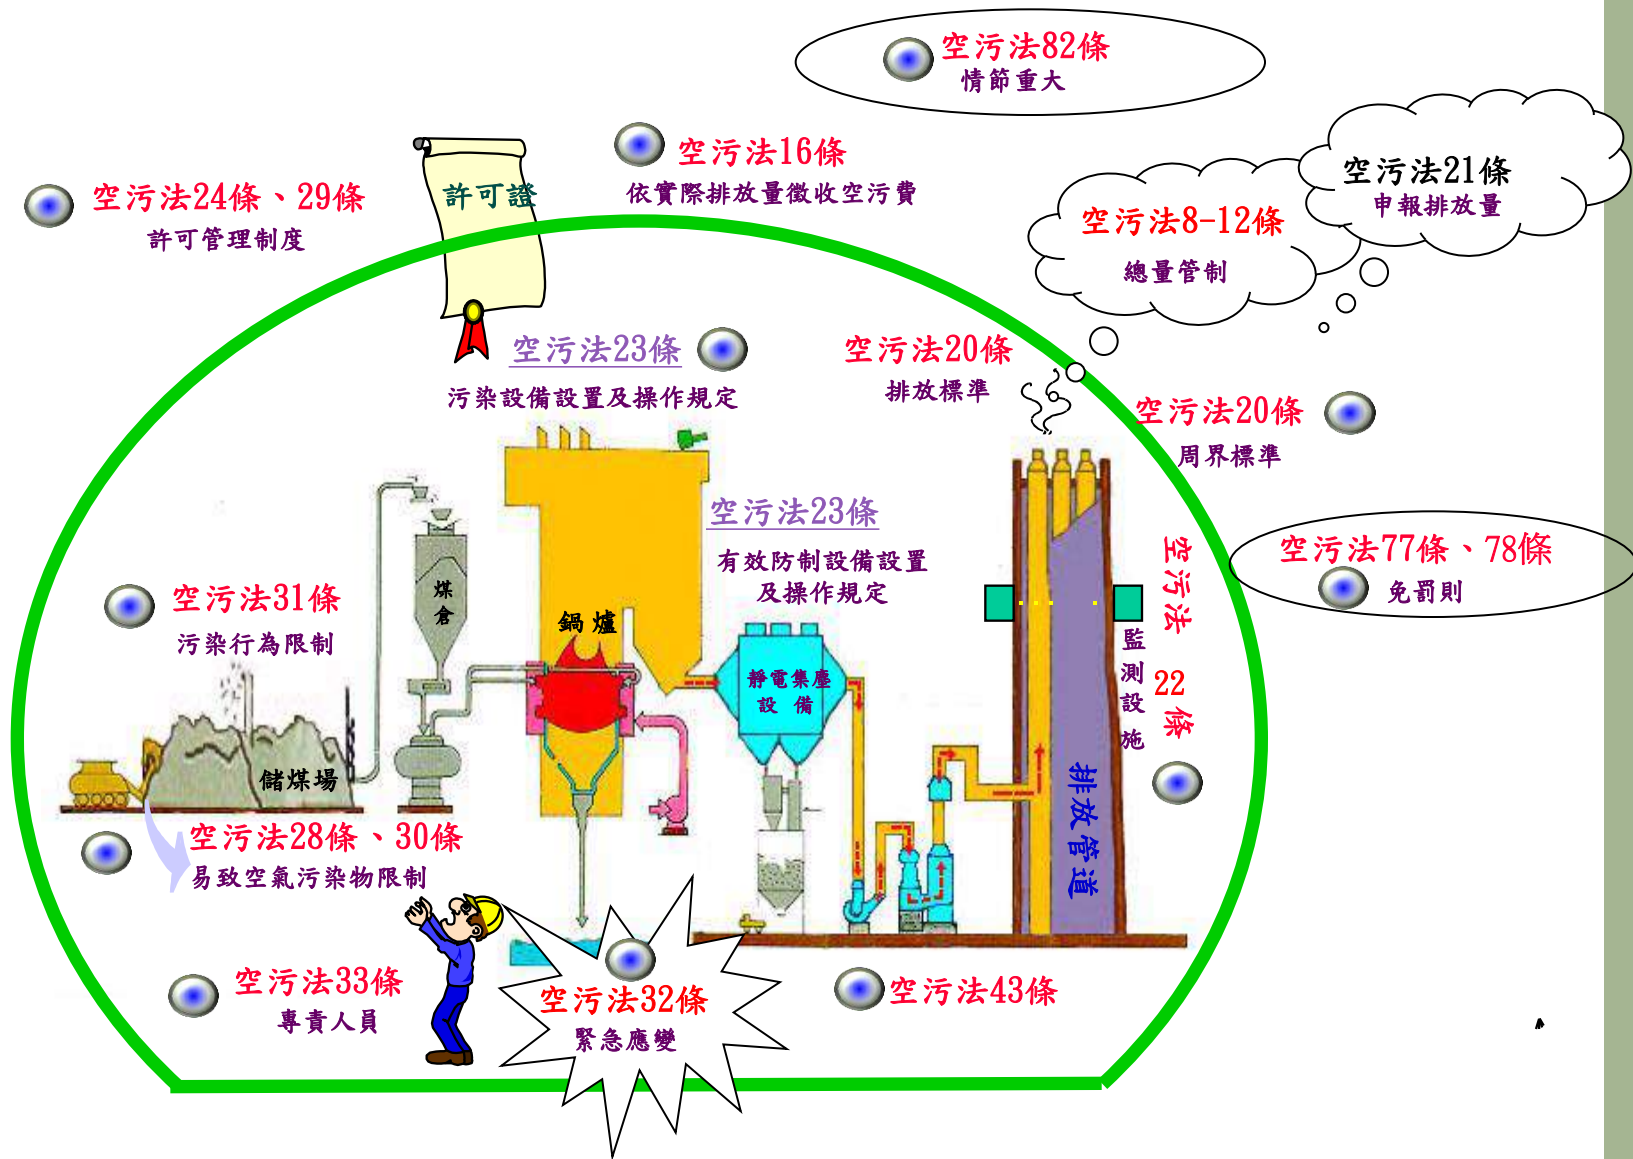 空污法82條
情節重大
空污法16條
依實際排放量徵收空污費
許可證
空污法24條、29條
許可管理制度
空污法21條
申報排放量
空污法8-12條
總量管制
空污法23條
污染設備設置及操作規定
空污法20條
排放標準
空污法20條
周界標準
空污法23條
有效防制設備設置
及操作規定
空污法77條、78條
免罰則
空污法31條
污染行為限制
煤倉
鍋爐
靜電集塵
設 備
空污法22條
監測設施
儲煤場
排放管道
空污法28條、30條
易致空氣污染物限制
空污法33條
專責人員
空污法32條
緊急應變
空污法43條